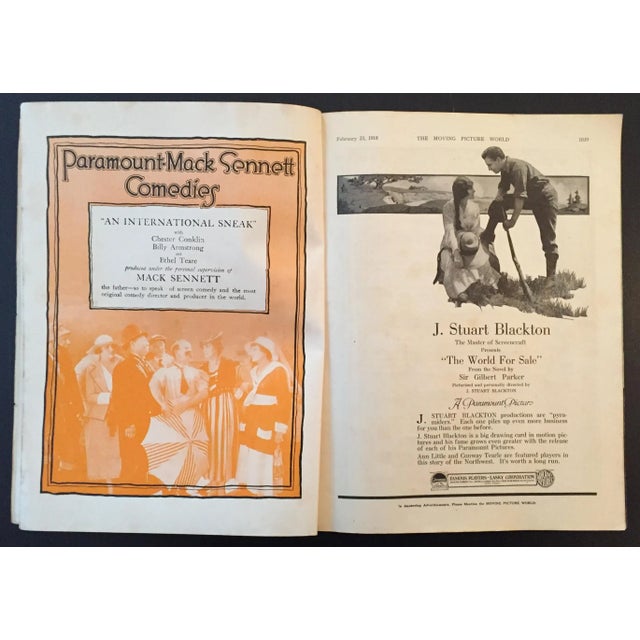 Paramount-Mack Sennett
Comedies
"AN INTERNATIONAL SNEAK"
with
Chester Conklin
Billy Armstrong
and
Ethel Teare
produced under the personal supervision of
MACK SENNETT
the father—so to speak—of screen comedy and the most
original comedy director and producer in the world.
February 23, 1918
THE MOVING PICTURE WORLD
J. Stuart Blackton
The Master of Screencraft
Presents
"The World For Sale"
From the Novel by
Sir Gilbert Parker
Picturized and personally directed by
J. STUART BLACKTON
A Paramount Picture
J. STUART BLACKTON productions are "pyra-
miders." Each one piles up even more business
for you than the one before.
J. Stuart Blackton is a big drawing card in motion pic-
tures and his fame grows even greater with the release
of each of his Paramount Pictures.
Ann Little and Conway Tearle are featured players in
this story of the Northwest. It's worth a long run.
FAMOUS PLAYERS-LASKY CORPORATION
In Answering Advertisements, Please Mention the MOVING PICTURE WORLD.